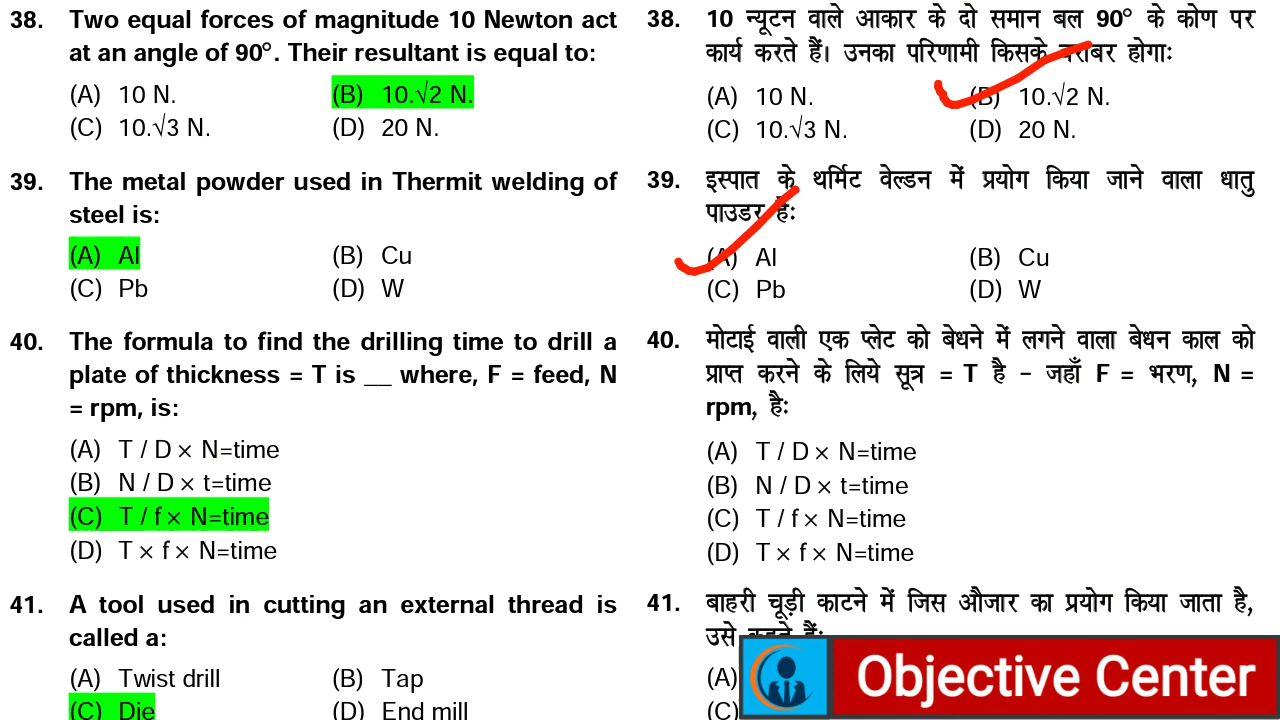 38. Two equal forces of magnitude 10 Newton act
at an angle of 90°. Their resultant is equal to:
(A) 10 N. (B) 10.√2 N.
(C) 10.√3 N. (D) 20 N.
39. The metal powder used in Thermit welding of
steel is:
(A) Al (B) Cu
(C) Pb (D) W
40. The formula to find the drilling time to drill a
plate of thickness = T is __ where, F = feed, N
= rpm, is:
(A) T / D × N=time
(B) N / D × t=time
(C) T / f × N=time
(D) T × f × N=time
41. A tool used in cutting an external thread is
called a:
(A) Twist drill (B) Tap
(C) Die (D) End mill
38. 10 न्यूटन वाले आकार के दो समान बल 90° के कोण पर
कार्य करते हैं। उनका परिणामी किसके बराबर होगाः
(A) 10 N. (B) 10.√2 N.
(C) 10.√3 N. (D) 20 N.
39. इस्पात के थर्मिट वेल्डन में प्रयोग किया जाने वाला धातु
पाउडर हैः
(A) Al (B) Cu
(C) Pb (D) W
40. मोटाई वाली एक प्लेट को बेधने में लगने वाला बेधन काल को
प्राप्त करने के लिये सूत्र = T है – जहाँ F = भरण, N =
rpm, हैः
(A) T / D × N=time
(B) N / D × t=time
(C) T / f × N=time
(D) T × f × N=time
41. बाहरी चूड़ी काटने में जिस औजार का प्रयोग किया जाता है,
उसे कहते हैंः
(A)
(C)
Objective Center